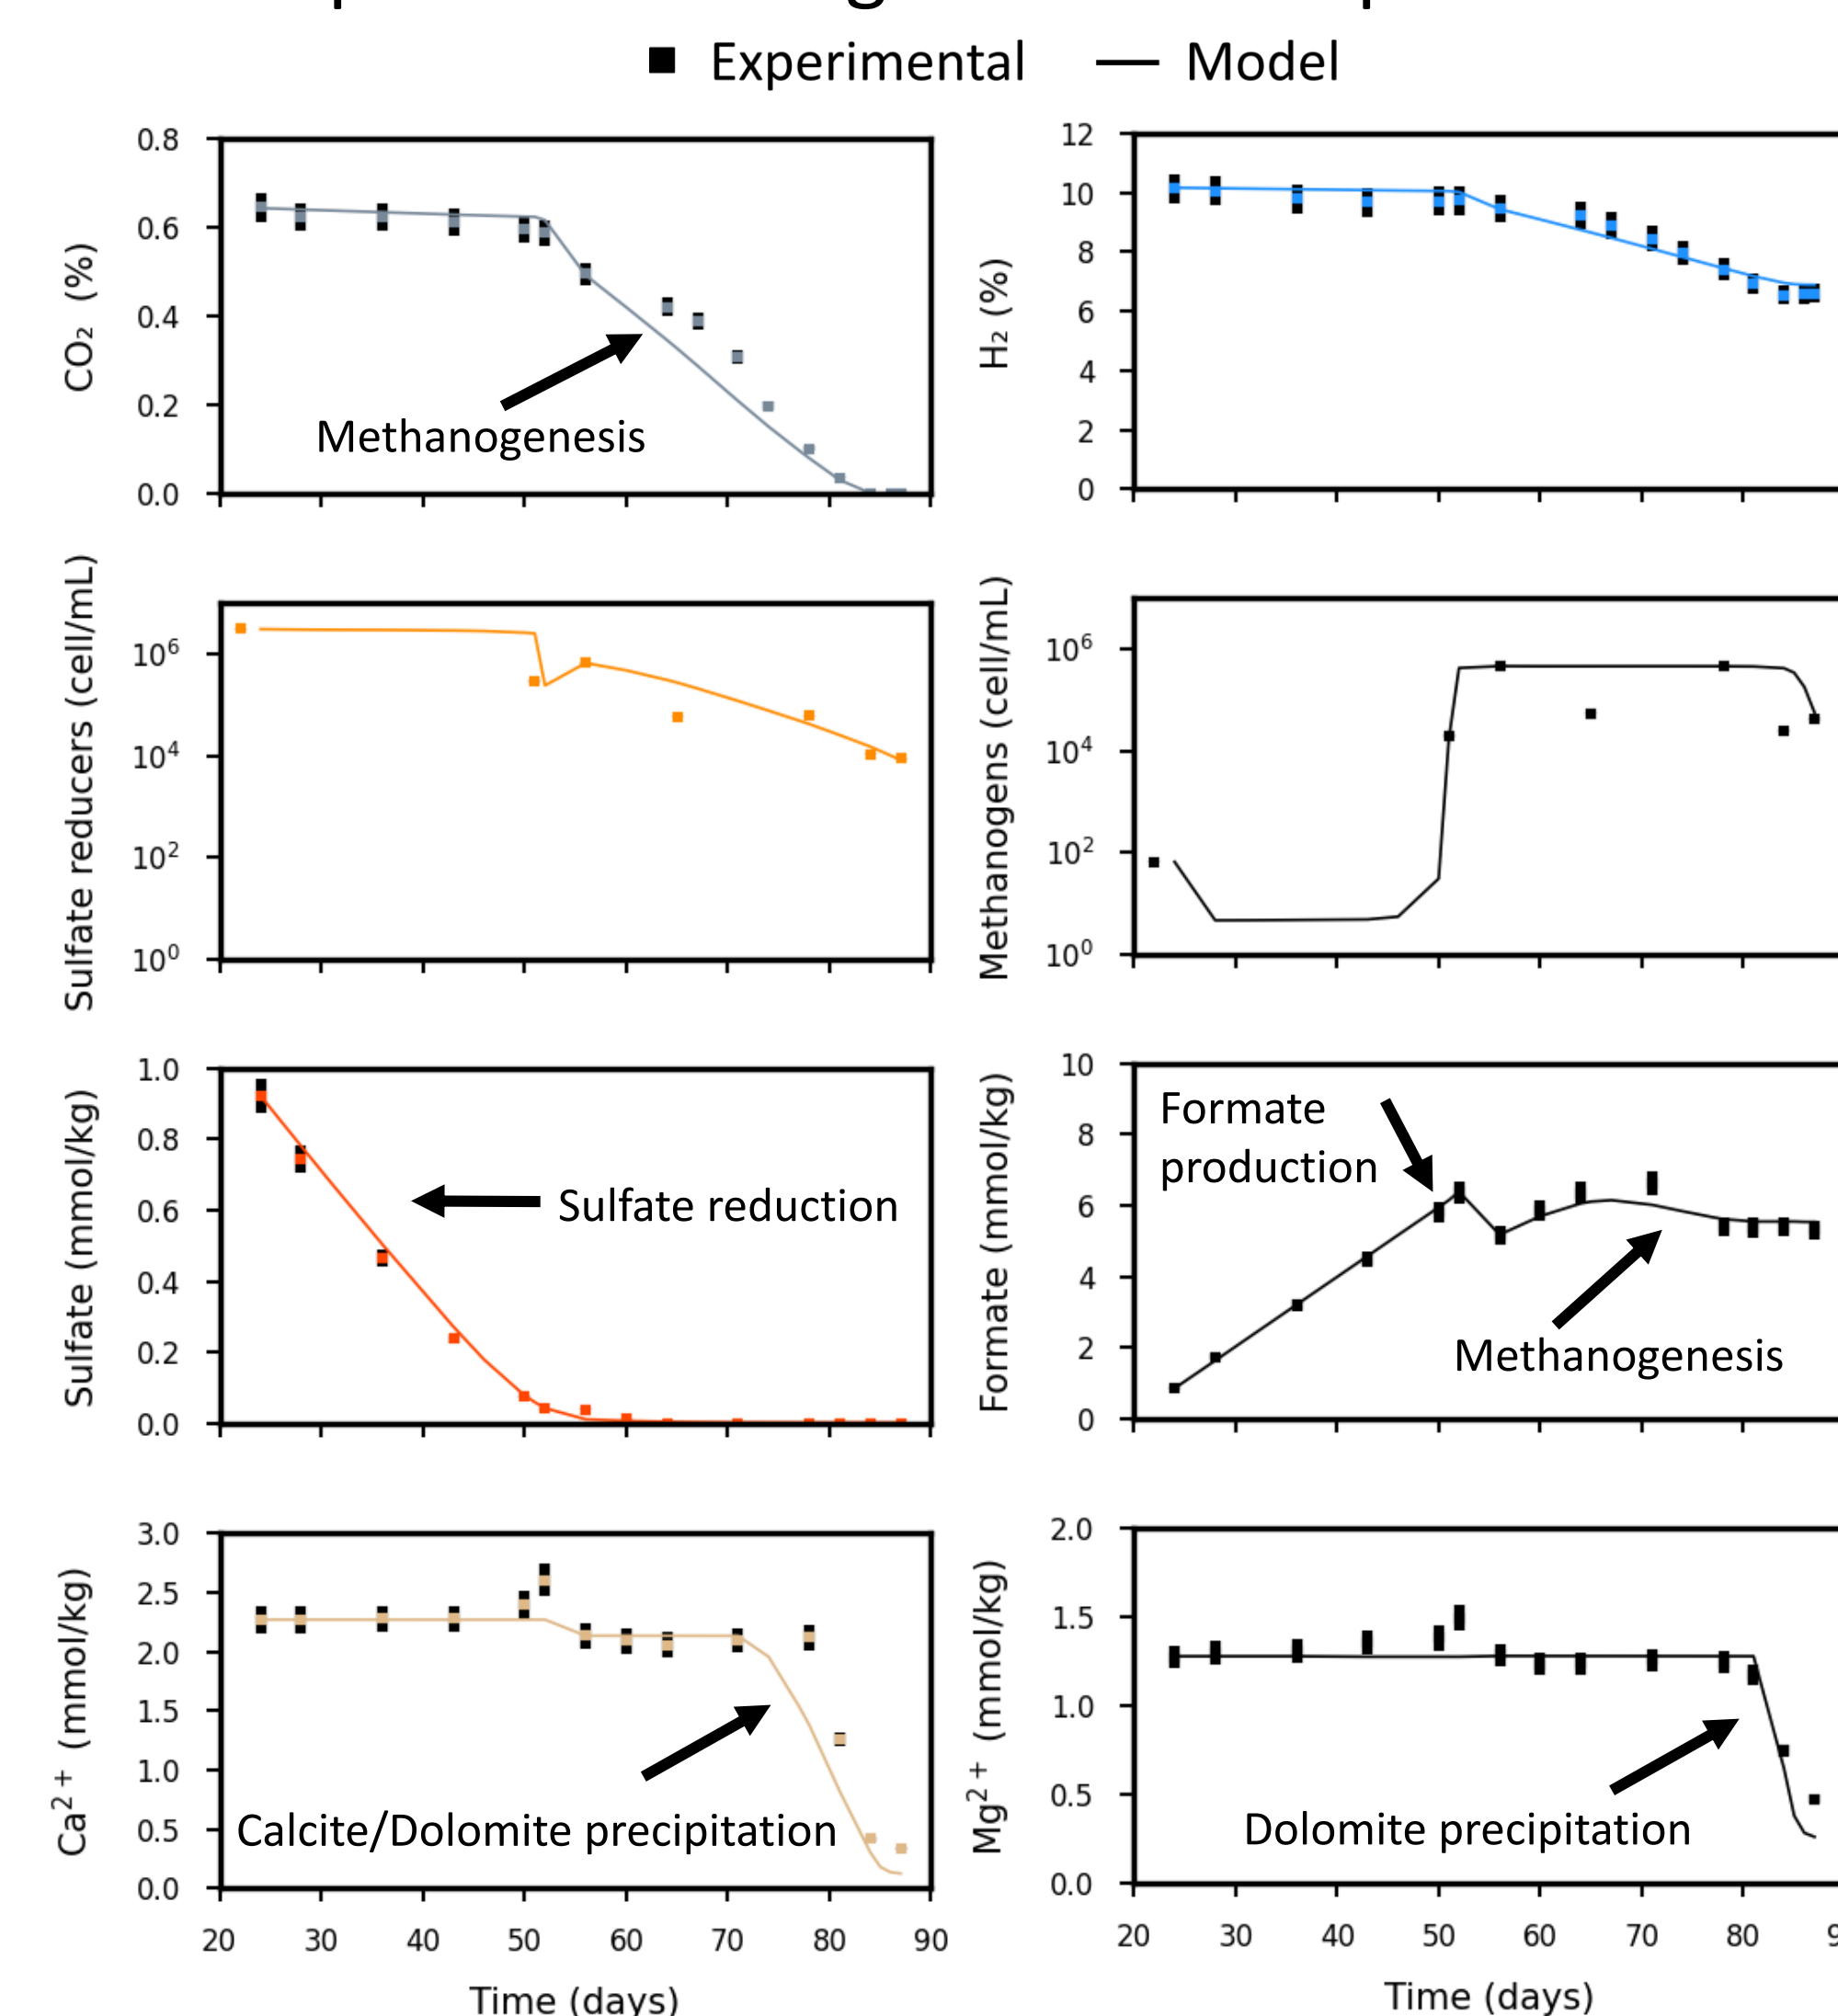 ■ Experimental — Model
0.8
0.6
0.4
0.2
0.0
CO₂ (%)
Methanogenesis
12
10
8
6
4
2
0
H₂ (%)
10⁶
10⁴
10²
10⁰
Sulfate reducers (cell/mL)
10⁶
10⁴
10²
10⁰
Methanogens (cell/mL)
1.0
0.8
0.6
0.4
0.2
0.0
Sulfate (mmol/kg)
Sulfate reduction
10
8
6
4
2
0
Formate (mmol/kg)
Formate
production
Methanogenesis
3.0
2.5
2.0
1.5
1.0
0.5
0.0
Ca²⁺ (mmol/kg)
Calcite/Dolomite precipitation
20 30 40 50 60 70 80 90
Time (days)
2.0
1.5
1.0
0.5
0.0
Mg²⁺ (mmol/kg)
Dolomite precipitation
20 30 40 50 60 70 80
Time (days)